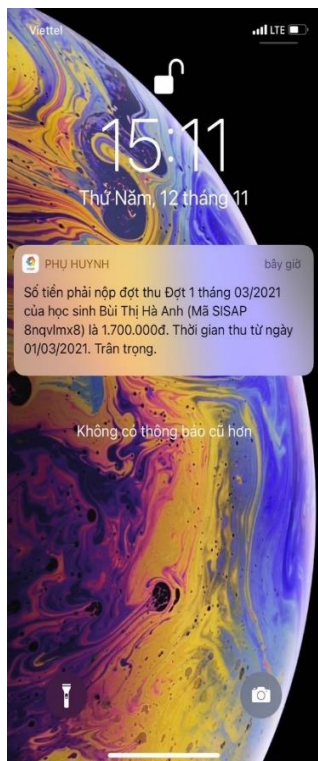 Viettel LTE
15:11
Thứ Năm, 12 tháng 11
PHỤ HUYNH bây giờ
Số tiền phải nộp đợt thu Đợt 1 tháng 03/2021
của học sinh Bùi Thị Hà Anh (Mã SISAP
8nqvlmx8) là 1.700.000đ. Thời gian thu từ ngày
01/03/2021. Trân trọng.
Không có thông báo cũ hơn